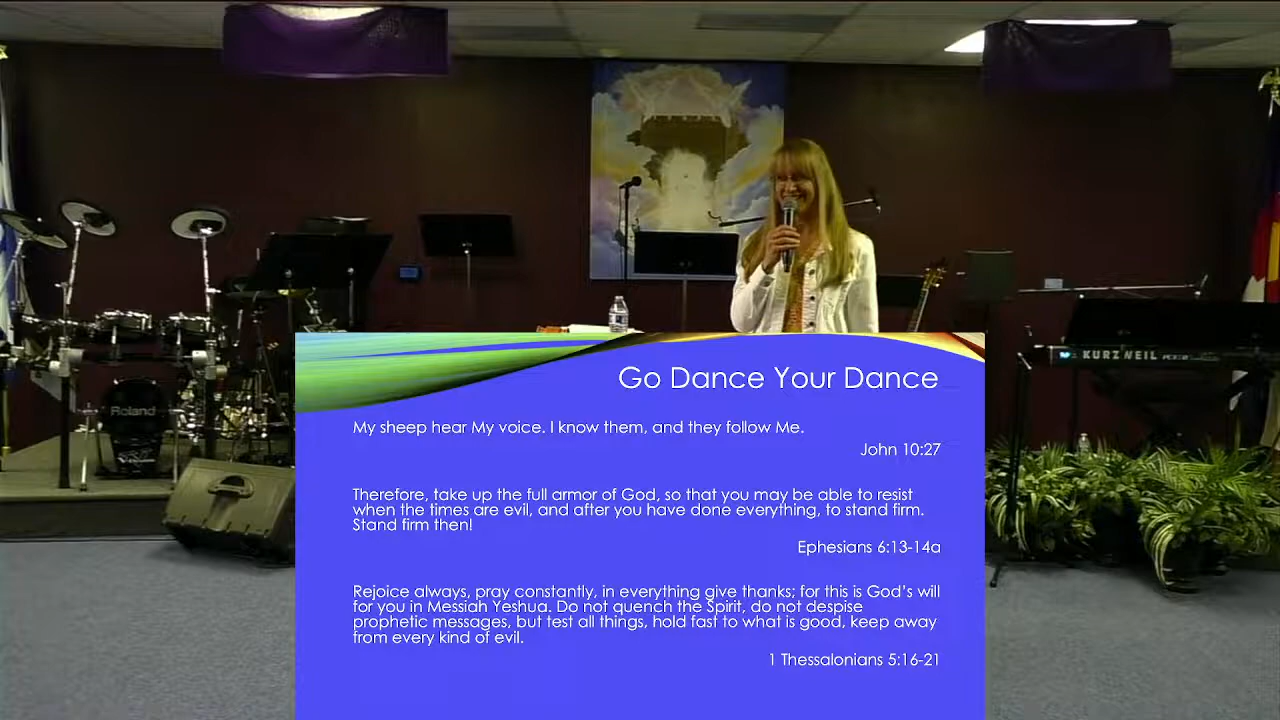 Go Dance Your Dance
My sheep hear My voice. I know them, and they follow Me.
John 10:27
Therefore, take up the full armor of God, so that you may be able to resist
when the times are evil, and after you have done everything, to stand firm.
Stand firm then!
Ephesians 6:13-14a
Rejoice always, pray constantly, in everything give thanks; for this is God's will
for you in Messiah Yeshua. Do not quench the Spirit, do not despise
prophetic messages, but test all things, hold fast to what is good, keep away
from every kind of evil.
1 Thessalonians 5:16-21
KURZWEIL
Roland